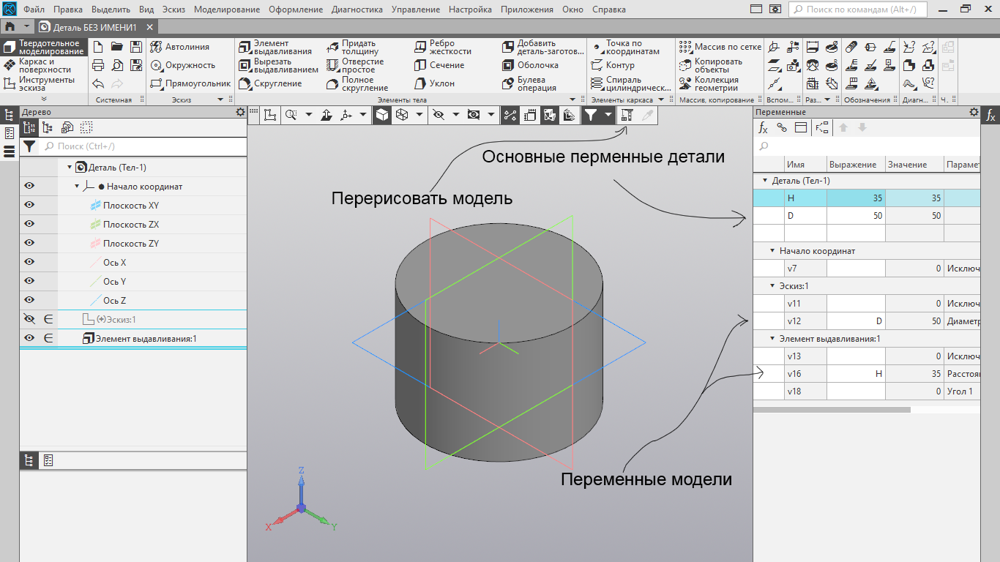 Файл Правка Выделить Вид Эскиз Моделирование Оформление Диагностика Управление Настройка Приложения Окно Справка
Поиск по командам (Alt+/)
Деталь БЕЗ ИМЕНИ1
Твердотельное моделирование
Каркас и поверхности
Инструменты эскиза
Системная
Автолиния
Окружность
Прямоугольник
Эскиз
Элемент выдавливания
Вырезать выдавливанием
Скругление
Придать толщину
Отверстие простое
Полное скругление
Ребро жесткости
Сечение
Уклон
Добавить деталь-заготов...
Оболочка
Булева операция
Элементы тела
Точка по координатам
Контур
Спираль цилиндрическ...
Элементы каркаса
Массив по сетке
Копировать объекты
Коллекция геометрии
Массив, копирование
Вспом...
Раз...
Обозначения
Диагн...
Ч...
Дерево
Поиск (Ctrl+/)
Деталь (Тел-1)
Начало координат
Плоскость XY
Плоскость ZX
Плоскость ZY
Ось X
Ось Y
Ось Z
(+)Эскиз:1
Элемент выдавливания:1
Основные перменные детали
Перерисовать модель
Переменные модели
Z
X
Y
Переменные
Имя Выражение Значение Парамет
Деталь (Тел-1)
H 35 35
D 50 50
Начало координат
v7 0 Исключ
Эскиз:1
v11 0 Исключ
v12 D 50 Диаметр
Элемент выдавливания:1
v13 0 Исключ
v16 H 35 Расстоя
v18 0 Угол 1